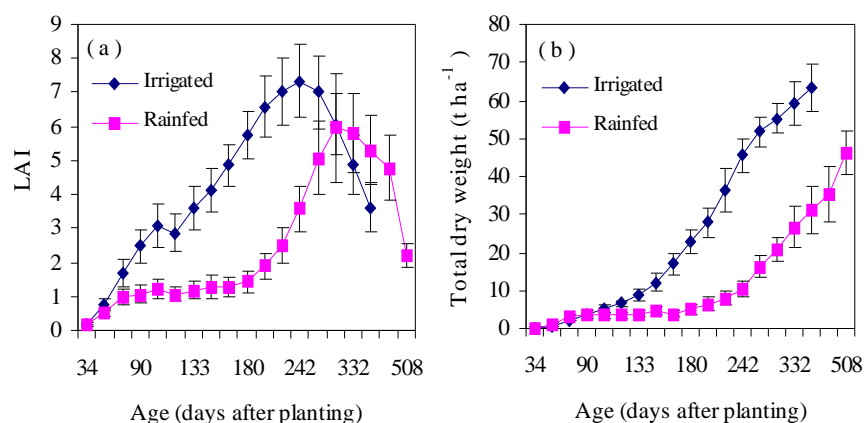 9
8
7
6
5
4
3
2
1
0
LAI
( a )
Irrigated
Rainfed
34 90 133 180 242 332 508
Age (days after planting)
80
70
60
50
40
30
20
10
0
Total dry weight (t ha⁻¹)
( b )
Irrigated
Rainfed
34 90 133 180 242 332 508
Age (days after planting)